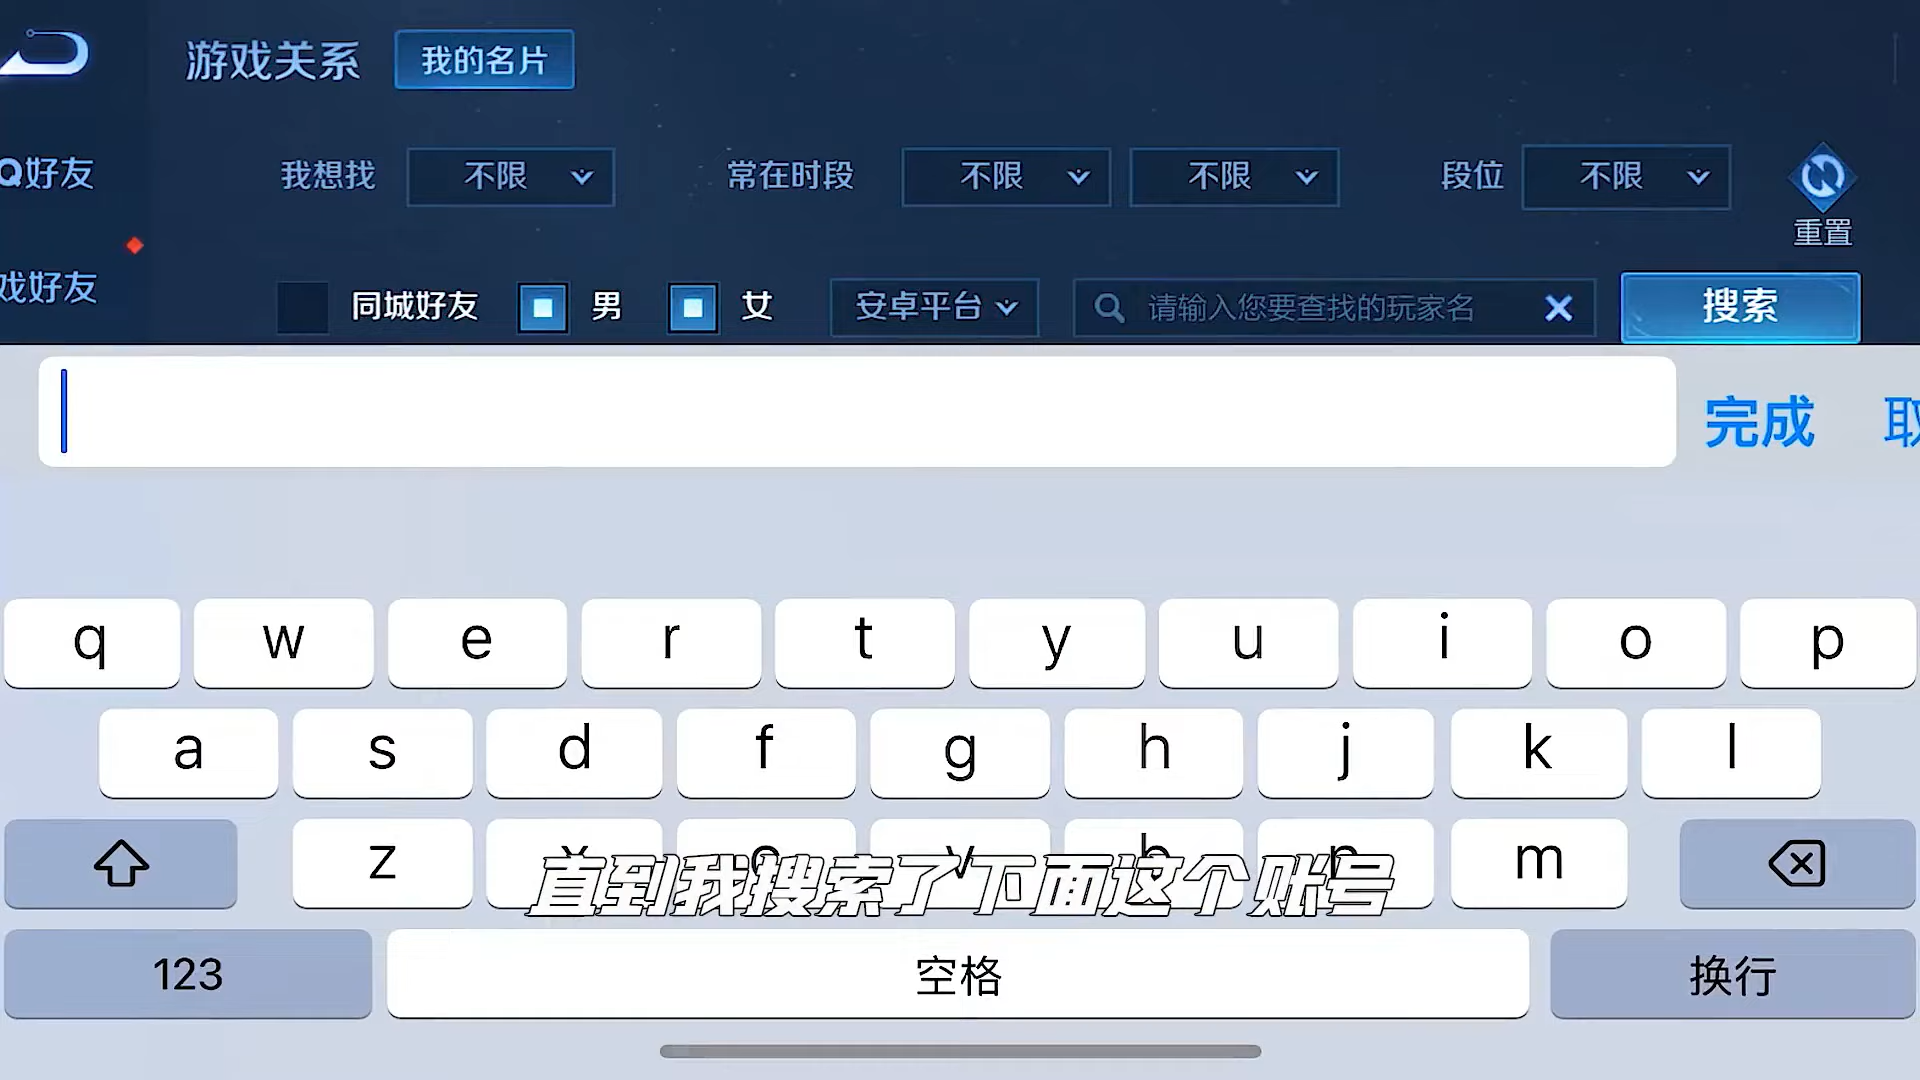 游戏关系 我的名片
Q好友 我想找 不限 常在时段 不限 不限 段位 不限
重置
戏好友 同城好友 男 女 安卓平台 请输入您要查找的玩家名 搜索
完成 取
q w e r t y u i o p
a s d f g h j k l
z x c v b n m
直到我搜索了下面这个账号
123 空格 换行